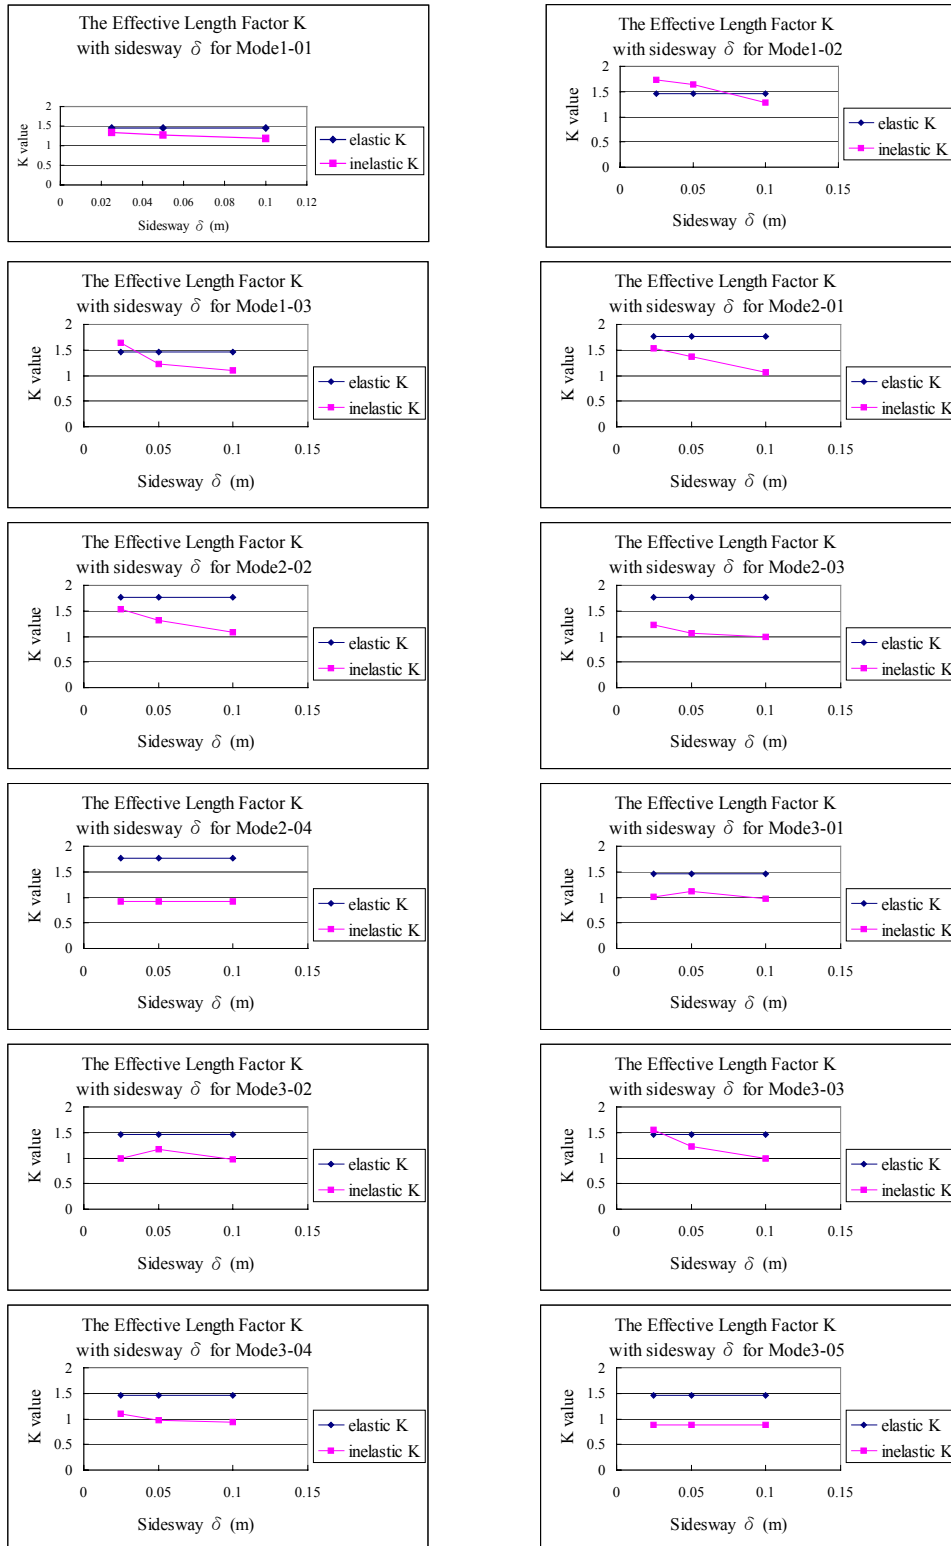 The Effective Length Factor K
with sidesway δ for Mode1-01
2
1.5
1
0.5
0
K value
0
0.02
0.04
0.06
0.08
0.1
0.12
Sidesway δ (m)
elastic K
inelastic K
The Effective Length Factor K
with sidesway δ for Mode1-02
2
1.5
1
0.5
0
K value
0
0.05
0.1
0.15
Sidesway δ (m)
elastic K
inelastic K
The Effective Length Factor K
with sidesway δ for Mode1-03
2
1.5
1
0.5
0
K value
0
0.05
0.1
0.15
Sidesway δ (m)
elastic K
inelastic K
The Effective Length Factor K
with sidesway δ for Mode2-01
2
1.5
1
0.5
0
K value
0
0.05
0.1
0.15
Sidesway δ (m)
elastic K
inelastic K
The Effective Length Factor K
with sidesway δ for Mode2-02
2
1.5
1
0.5
0
K value
0
0.05
0.1
0.15
Sidesway δ (m)
elastic K
inelastic K
The Effective Length Factor K
with sidesway δ for Mode2-03
2
1.5
1
0.5
0
K value
0
0.05
0.1
0.15
Sidesway δ (m)
elastic K
inelastic K
The Effective Length Factor K
with sidesway δ for Mode2-04
2
1.5
1
0.5
0
K value
0
0.05
0.1
0.15
Sidesway δ (m)
elastic K
inelastic K
The Effective Length Factor K
with sidesway δ for Mode3-01
2
1.5
1
0.5
0
K value
0
0.05
0.1
0.15
Sidesway δ (m)
elastic K
inelastic K
The Effective Length Factor K
with sidesway δ for Mode3-02
2
1.5
1
0.5
0
K value
0
0.05
0.1
0.15
Sidesway δ (m)
elastic K
inelastic K
The Effective Length Factor K
with sidesway δ for Mode3-03
2
1.5
1
0.5
0
K value
0
0.05
0.1
0.15
Sidesway δ (m)
elastic K
inelastic K
The Effective Length Factor K
with sidesway δ for Mode3-04
2
1.5
1
0.5
0
K value
0
0.05
0.1
0.15
Sidesway δ (m)
elastic K
inelastic K
The Effective Length Factor K
with sidesway δ for Mode3-05
2
1.5
1
0.5
0
K value
0
0.05
0.1
0.15
Sidesway δ (m)
elastic K
inelastic K